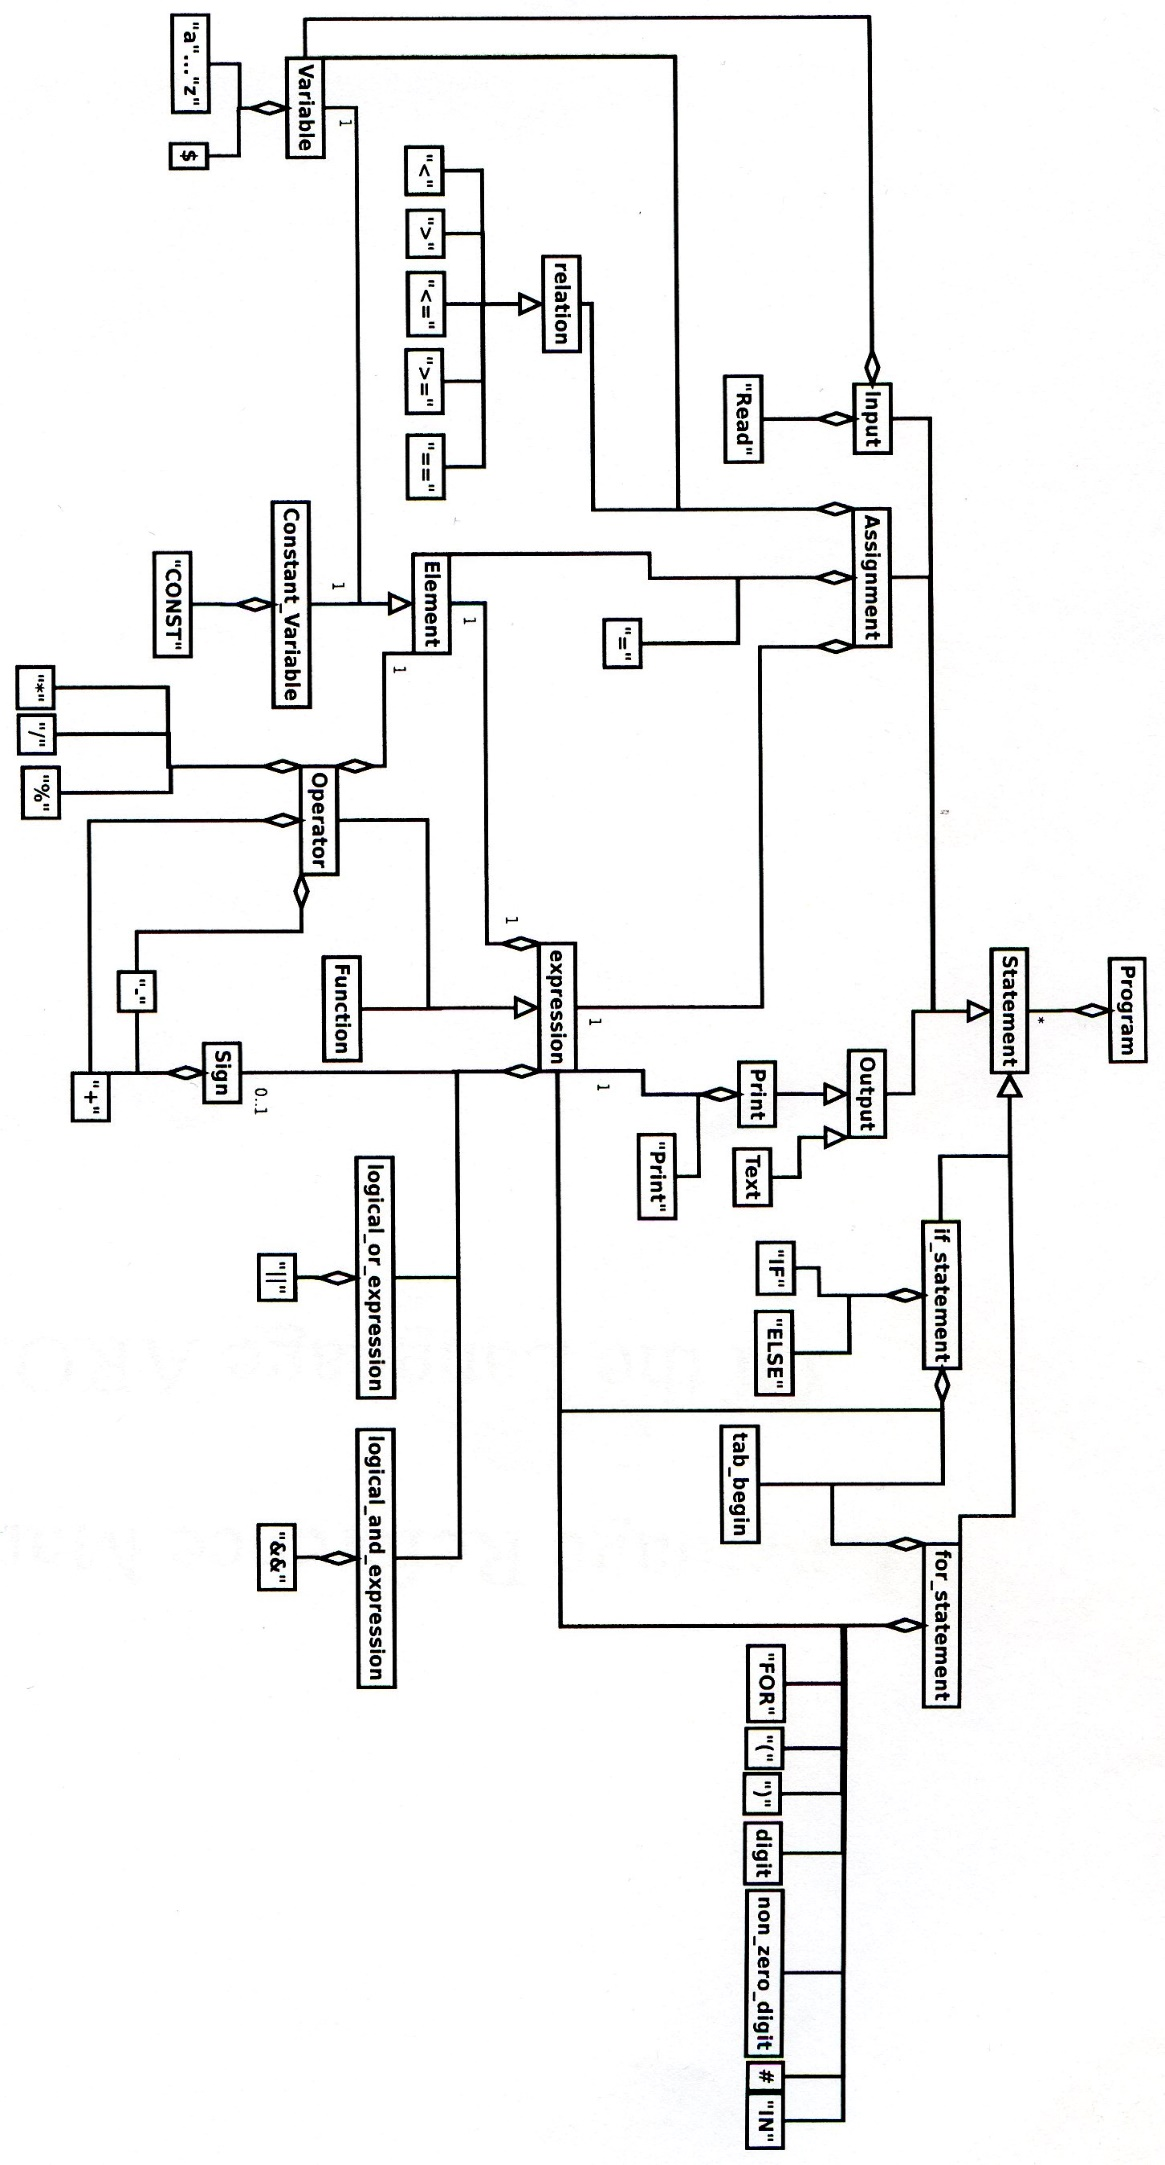 Program
Statement
*
Input
"Read"
Assignment
"="
Output
Print
"Print"
Text
if_statement
"IF"
"ELSE"
tab_begin
for_statement
"FOR"
"("
")"
digit
non_zero_digit
#
"IN"
relation
"<"
">"
"<="
">="
"=="
expression
1
1
1
Element
1
1
Variable
1
"a"..."z"
$
Constant_Variable
1
"CONST"
Operator
"*"
"/"
"%"
Function
"-"
"+"
Sign
0..1
logical_or_expression
"||"
logical_and_expression
"&&"